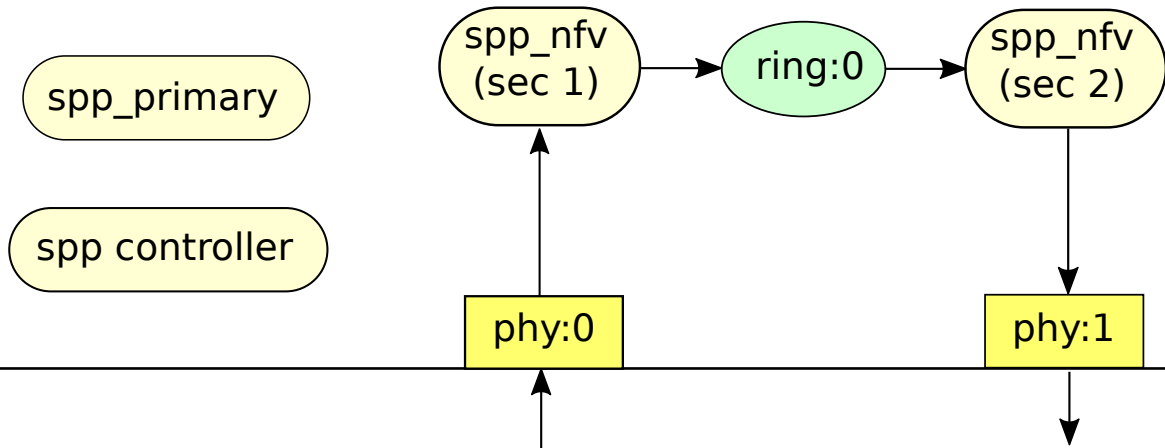 spp_primary
spp controller
spp_nfv
(sec 1)
ring:0
spp_nfv
(sec 2)
phy:0
phy:1